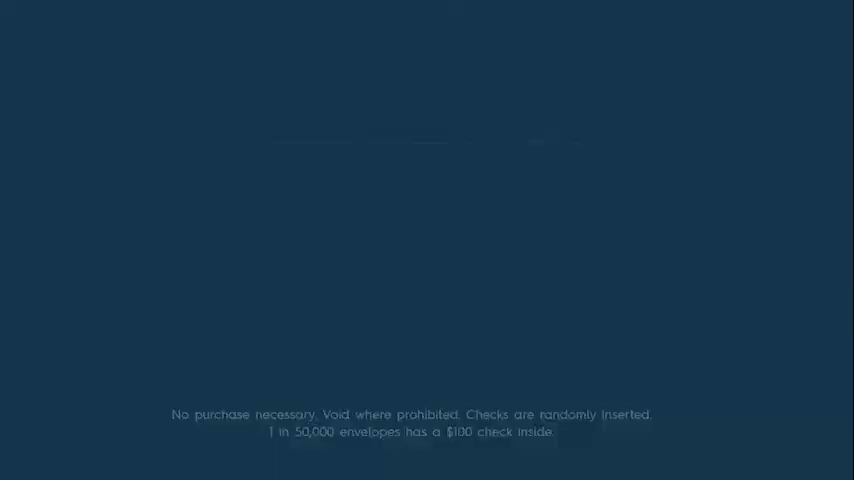 No purchase necessary. Void where prohibited. Checks are randomly inserted.
1 in 50,000 envelopes has a $100 check inside.